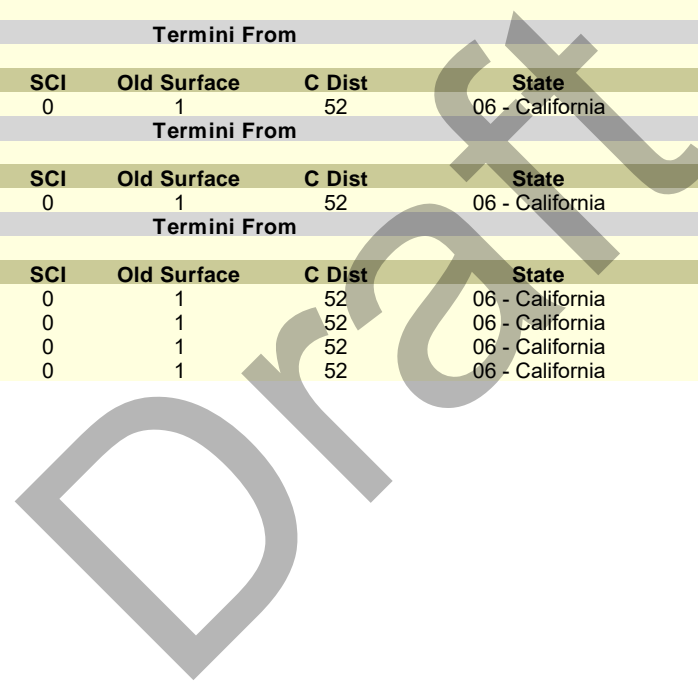 Termini From
SCI Old Surface C Dist State
0 1 52 06 - California
Termini From
SCI Old Surface C Dist State
0 1 52 06 - California
Termini From
SCI Old Surface C Dist State
0 1 52 06 - California
0 1 52 06 - California
0 1 52 06 - California
0 1 52 06 - California
Draft